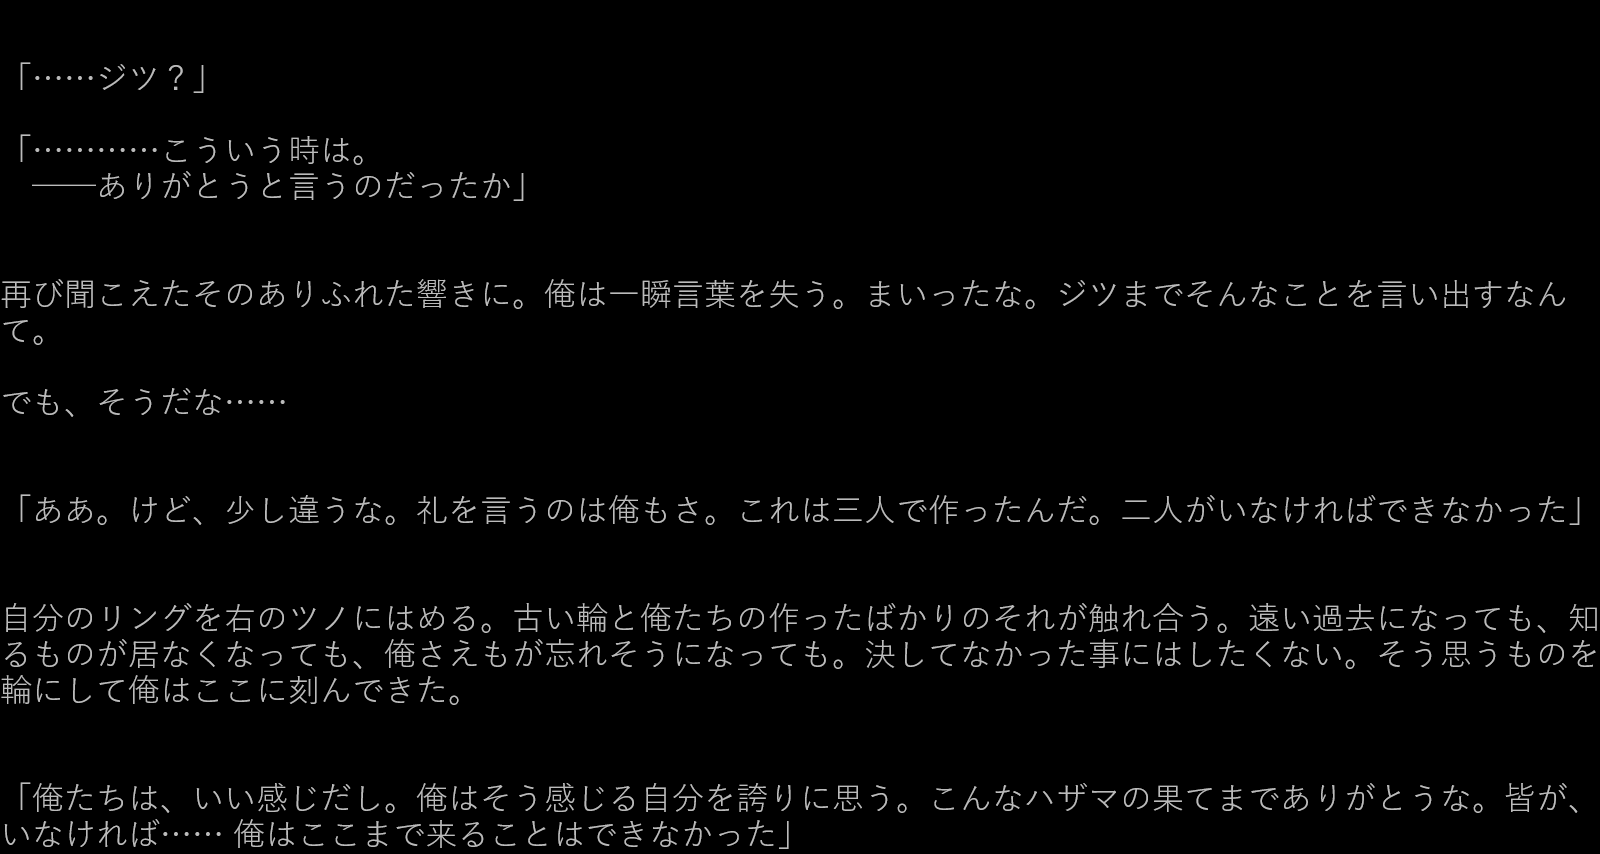 「……ジツ？」
「…………こういう時は。
　――ありがとうと言うのだったか」
再び聞こえたそのありふれた響きに。俺は一瞬言葉を失う。まいったな。ジツまでそんなことを言い出すなん
て。
でも、そうだな……
「ああ。けど、少し違うな。礼を言うのは俺もさ。これは三人で作ったんだ。二人がいなければできなかった」
自分のリングを右のツノにはめる。古い輪と俺たちの作ったばかりのそれが触れ合う。遠い過去になっても、知
るものが居なくなっても、俺さえもが忘れそうになっても。決してなかった事にはしたくない。そう思うものを
輪にして俺はここに刻んできた。
「俺たちは、いい感じだし。俺はそう感じる自分を誇りに思う。こんなハザマの果てまでありがとうな。皆が、
いなければ…… 俺はここまで来ることはできなかった」